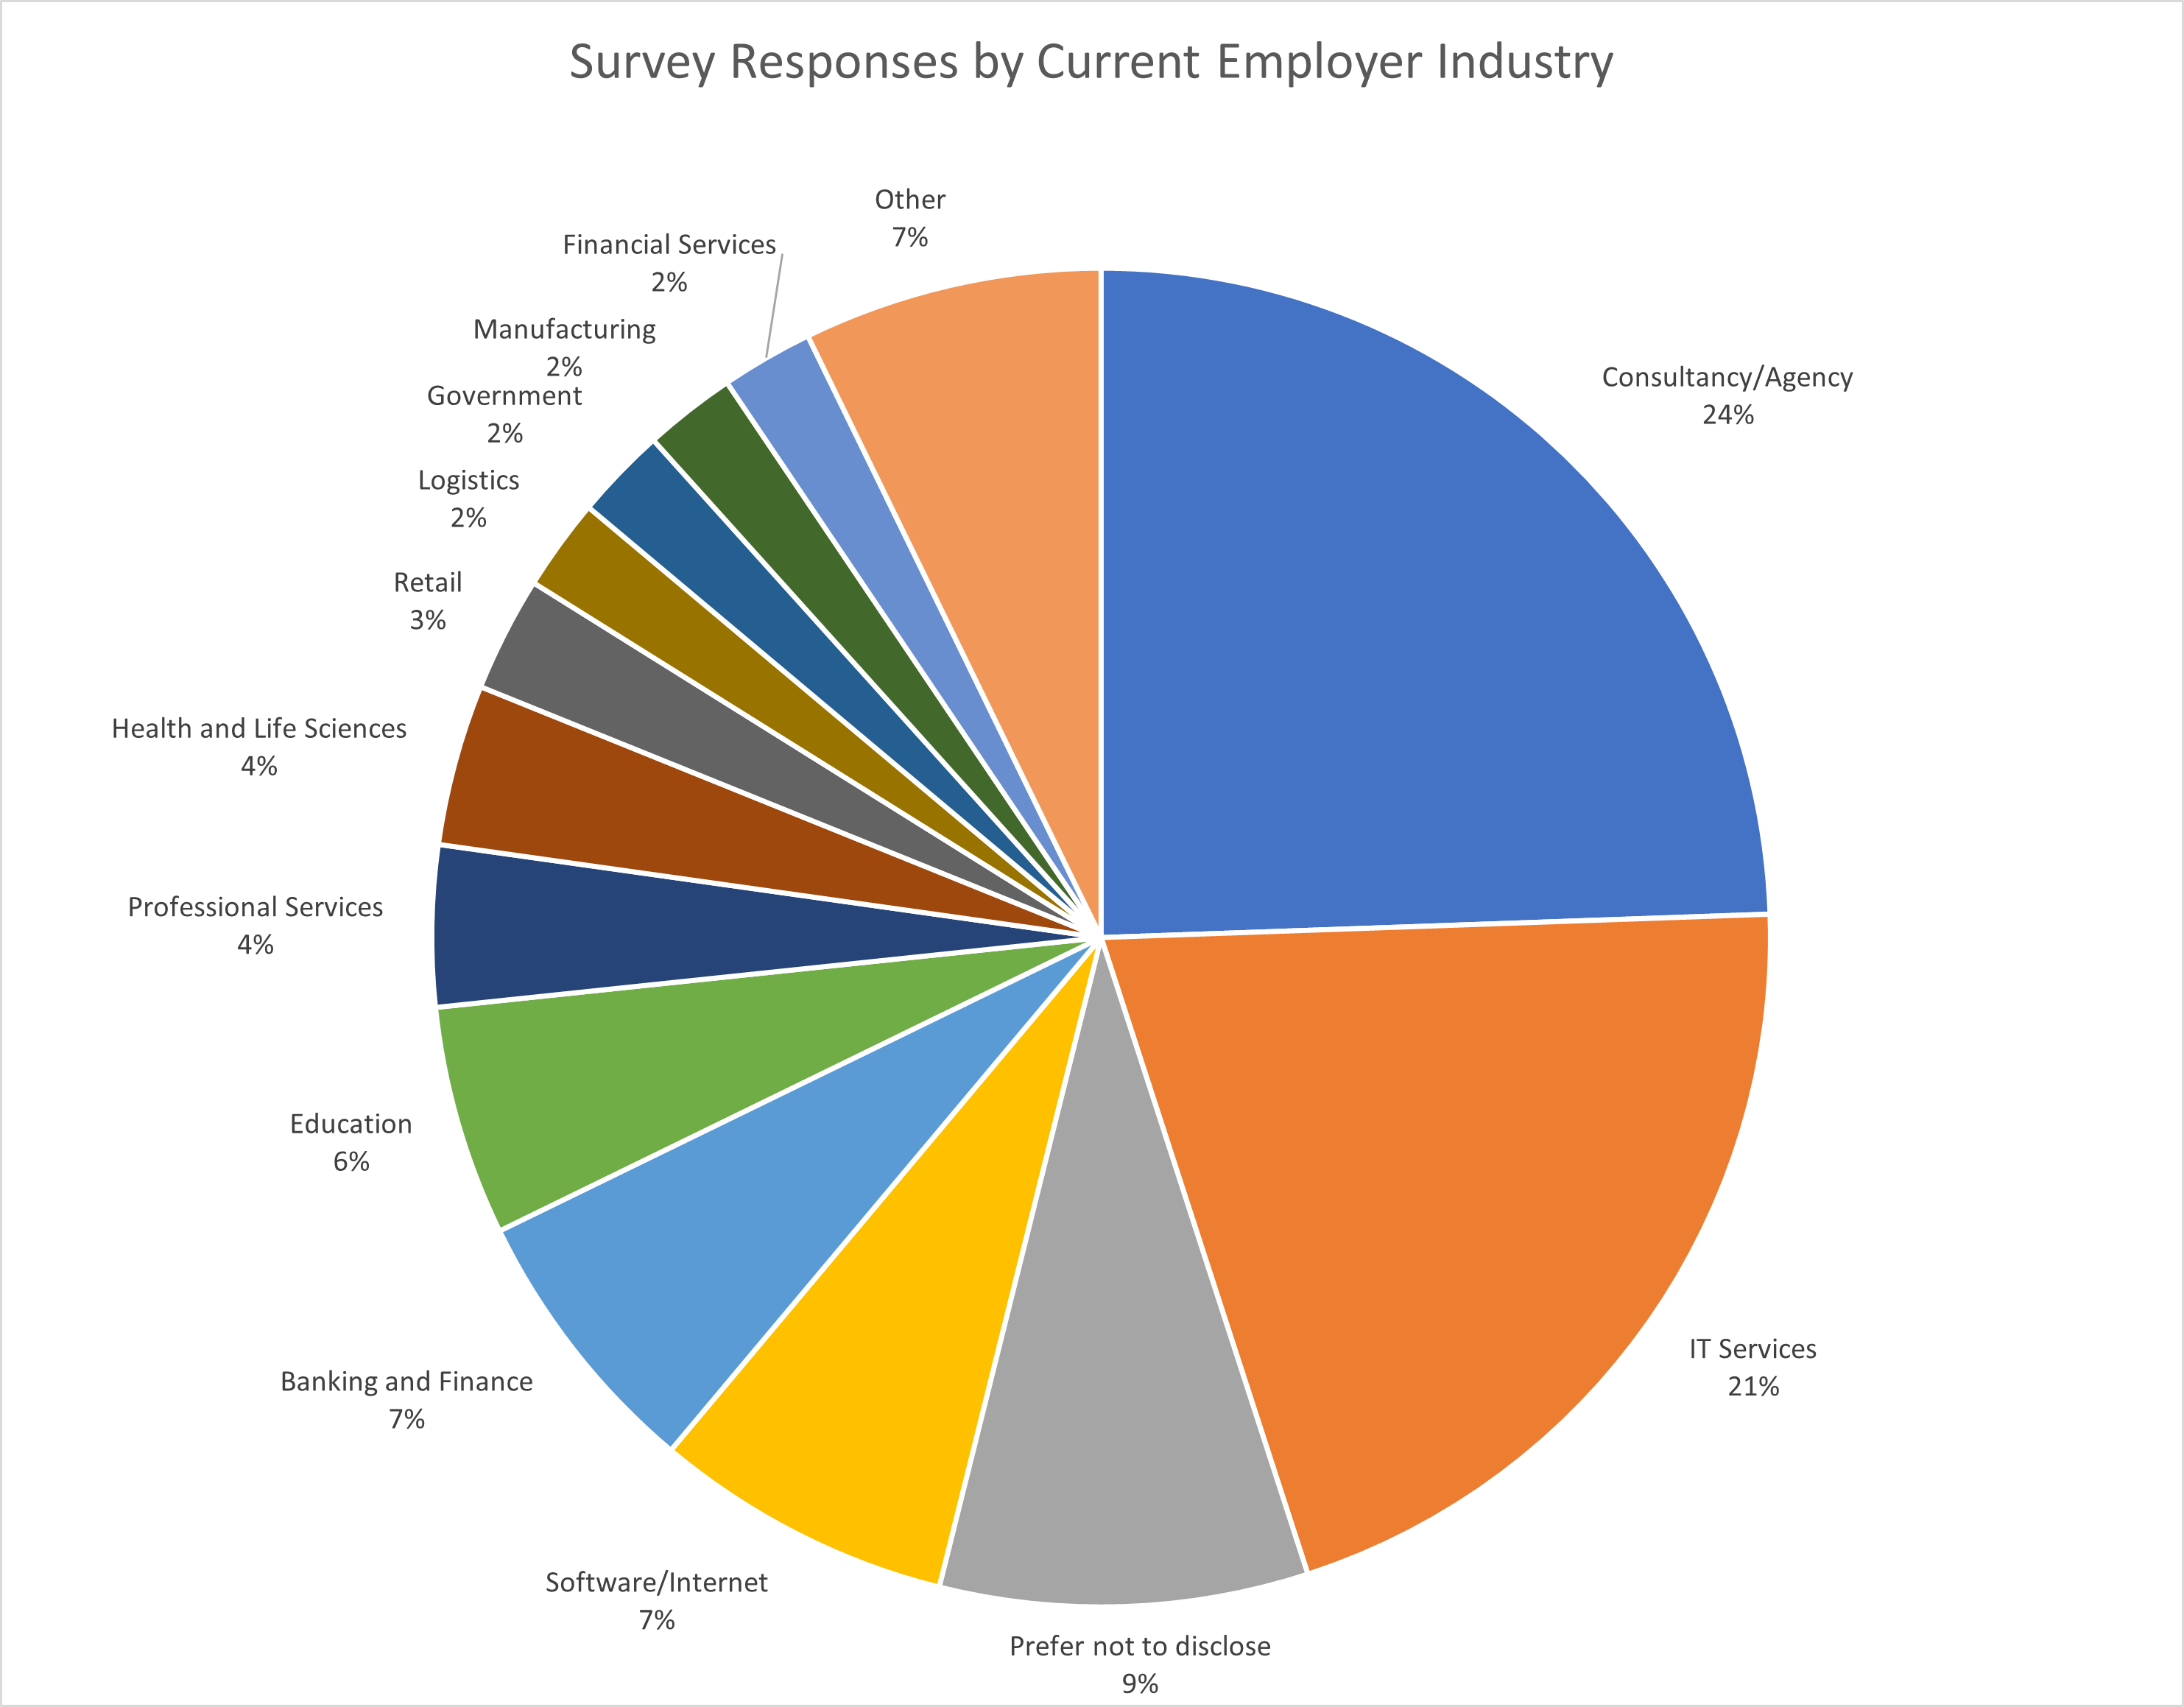 Survey Responses by Current Employer Industry
Other
7%
Financial Services
2%
Manufacturing
2%
Government
2%
Logistics
2%
Retail
3%
Health and Life Sciences
4%
Professional Services
4%
Education
6%
Banking and Finance
7%
Software/Internet
7%
Prefer not to disclose
9%
IT Services
21%
Consultancy/Agency
24%